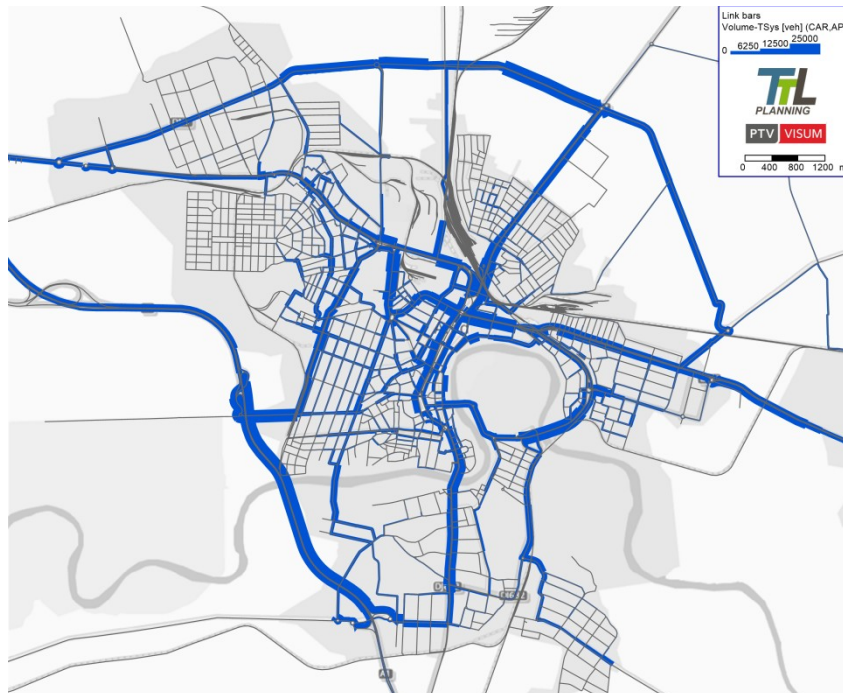 Link bars
Volume-TSys [veh] (CAR,AP
0 6250 12500 25000
TTL
PLANNING
PTV VISUM
0 400 800 1200 m